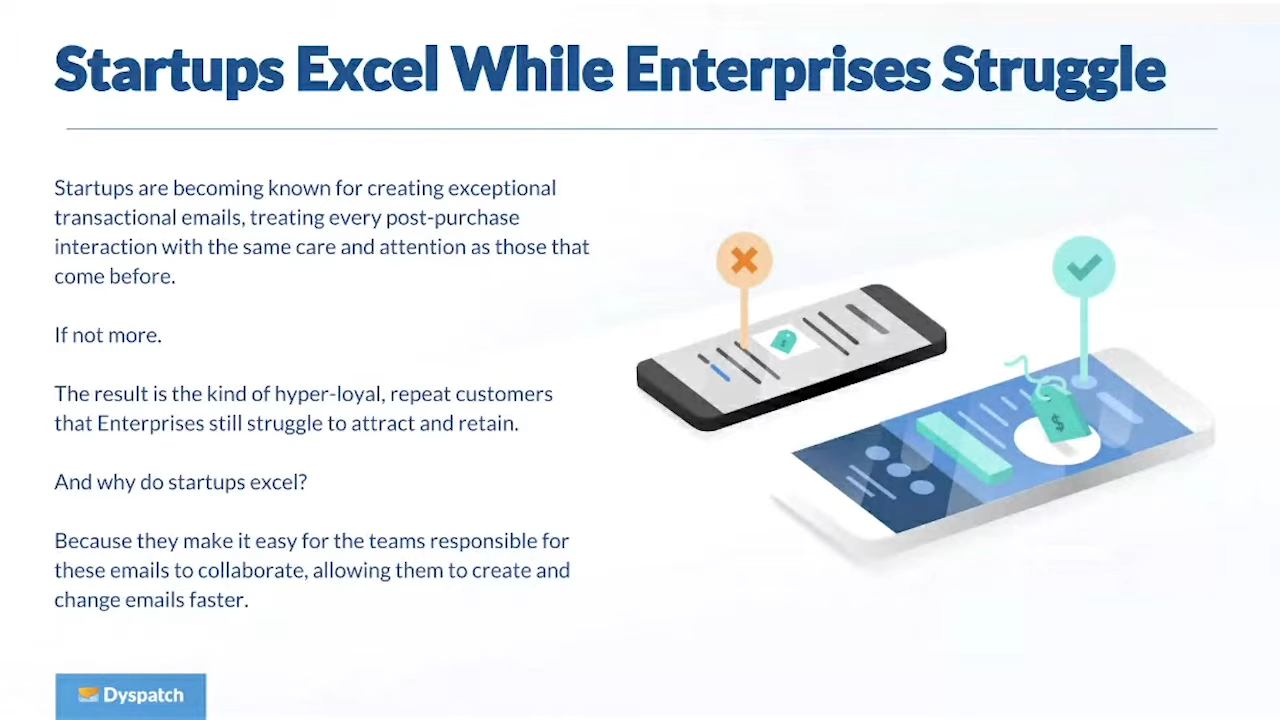 Startups Excel While Enterprises Struggle
Startups are becoming known for creating exceptional
transactional emails, treating every post-purchase
interaction with the same care and attention as those that
come before.
If not more.
The result is the kind of hyper-loyal, repeat customers
that Enterprises still struggle to attract and retain.
And why do startups excel?
Because they make it easy for the teams responsible for
these emails to collaborate, allowing them to create and
change emails faster.
$
$
Dyspatch